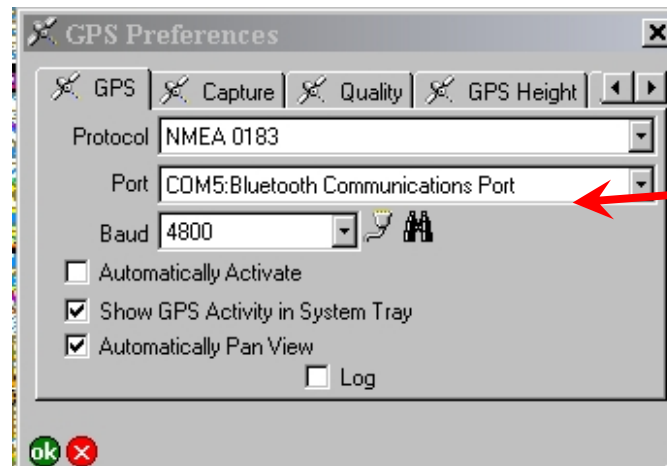 GPS Preferences
GPS Capture Quality GPS Height
Protocol NMEA 0183
Port COM5:Bluetooth Communications Port
Baud 4800
Automatically Activate
Show GPS Activity in System Tray
Automatically Pan View
Log
ok